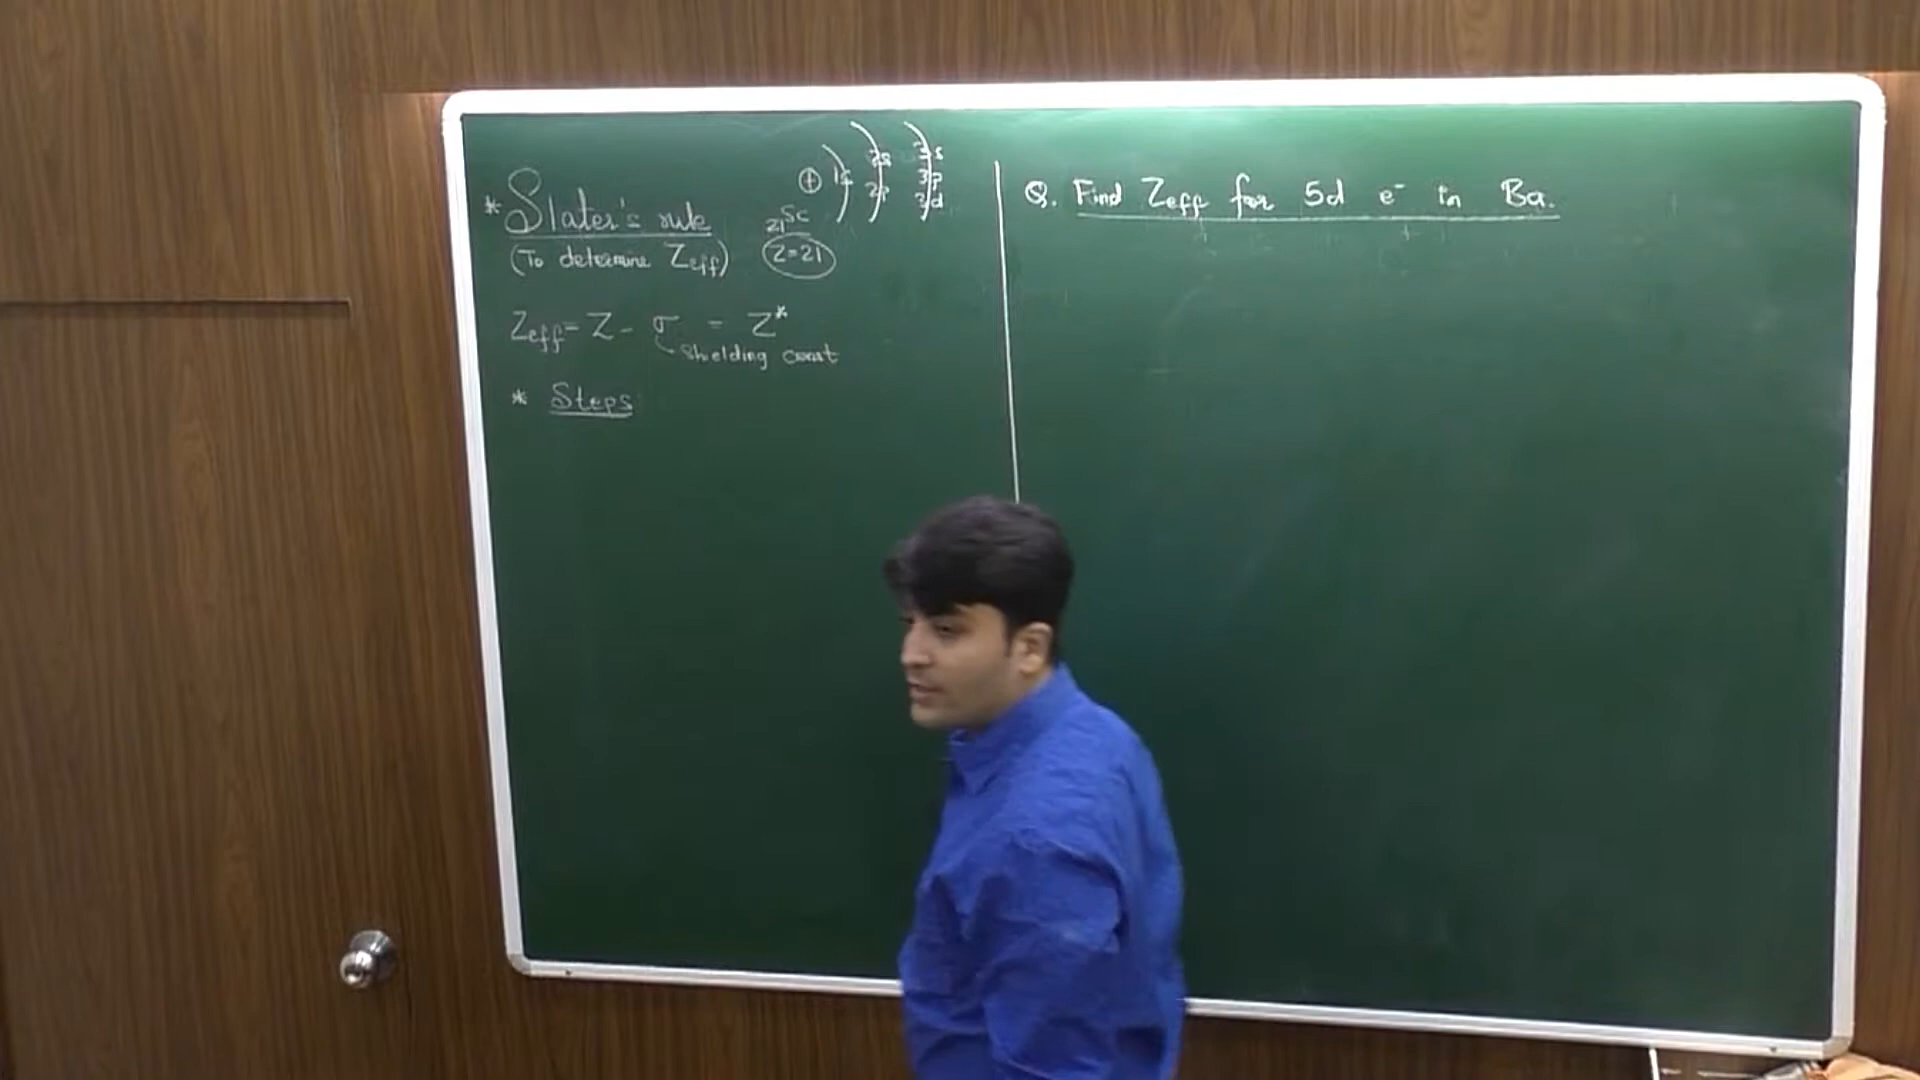 * Slater's rule
(To determine Zeff)
21Sc
Z=21
+ 1s 2s 2p 3s 3p 3d
Zeff = Z - σ = Z*
Shielding const
* Steps
Q. Find Zeff for 5d e⁻ in Ba.